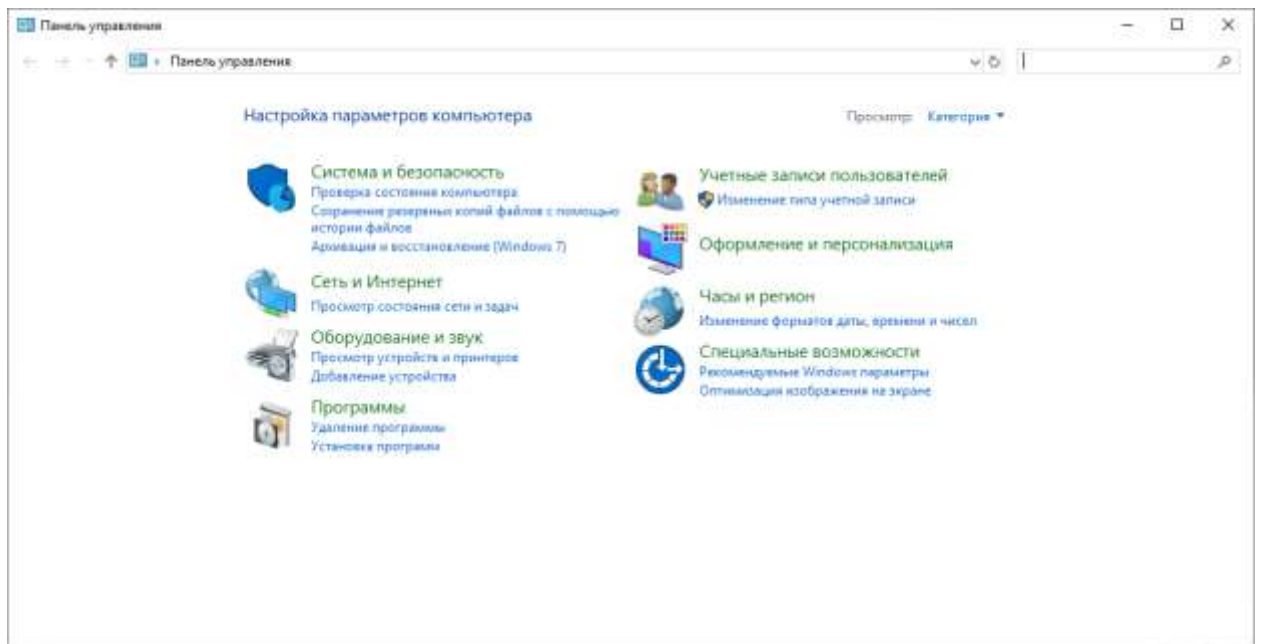 Панель управления
Панель управления
Настройка параметров компьютера
Просмотр: Категория
Система и безопасность
Проверка состояния компьютера
Сохранение резервных копий файлов с помощью
истории файлов
Архивация и восстановление (Windows 7)
Сеть и Интернет
Просмотр состояния сети и задач
Оборудование и звук
Просмотр устройств и принтеров
Добавление устройства
Программы
Удаление программы
Установка программ
Учетные записи пользователей
Изменение типа учетной записи
Оформление и персонализация
Часы и регион
Изменение форматов даты, времени и чисел
Специальные возможности
Рекомендуемые Windows параметры
Оптимизация изображения на экране